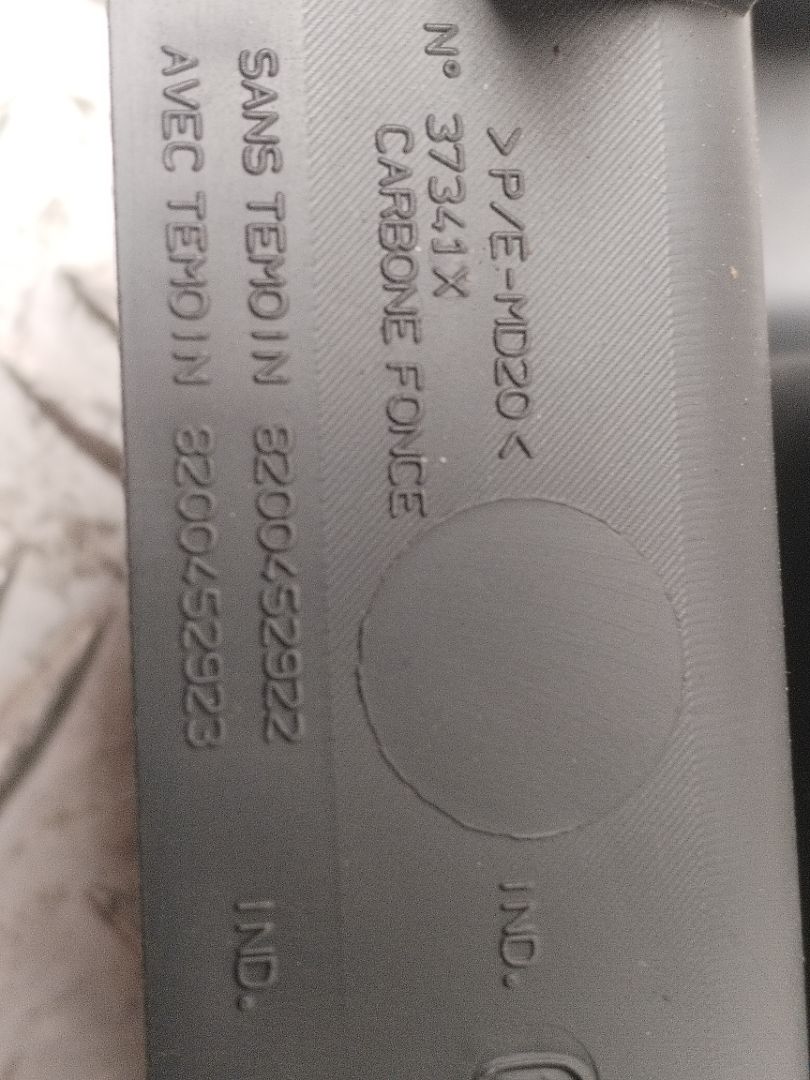 >P/E-MD20<
N° 37341X
CARBONE FONCE
SANS TEMOIN 8200452922
AVEC TEMOIN 8200452923
IND.
IND.